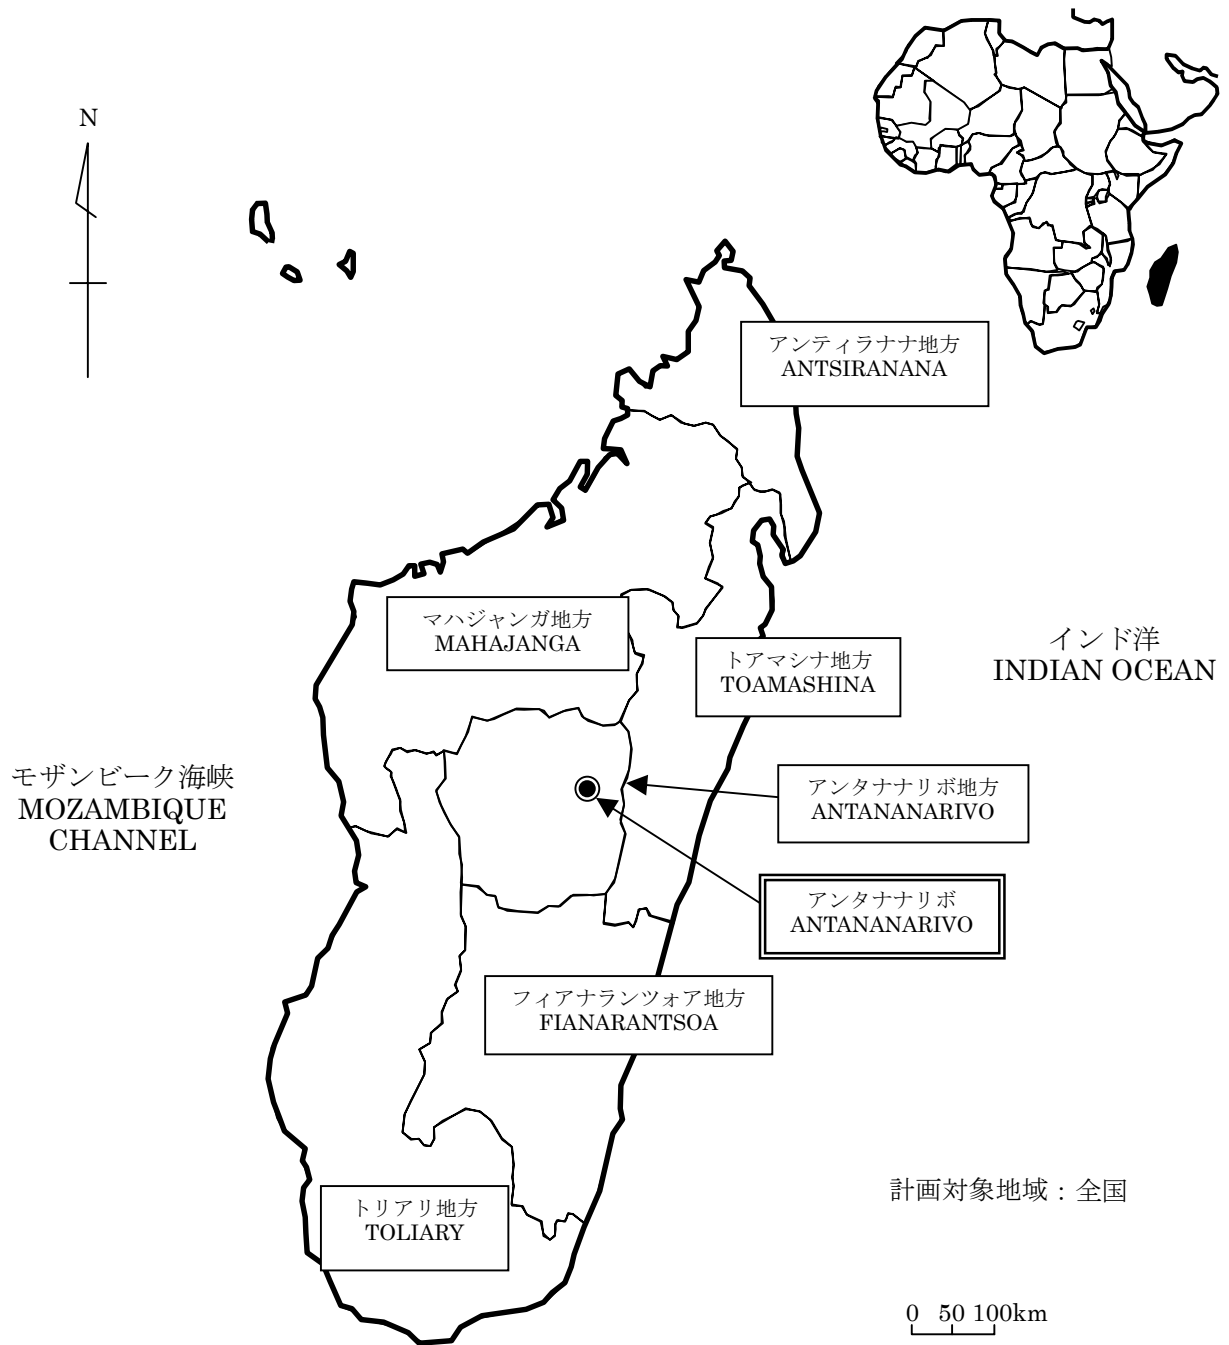 N
アンティラナナ地方
ANTSIRANANA
マハジャンガ地方
MAHAJANGA
トアマシナ地方
TOAMASHINA
インド洋
INDIAN OCEAN
モザンビーク海峡
MOZAMBIQUE
CHANNEL
アンタナナリボ地方
ANTANANARIVO
アンタナナリボ
ANTANANARIVO
フィアナランツォア地方
FIANARANTSOA
トリアリ地方
TOLIARY
計画対象地域：全国
0 50 100km